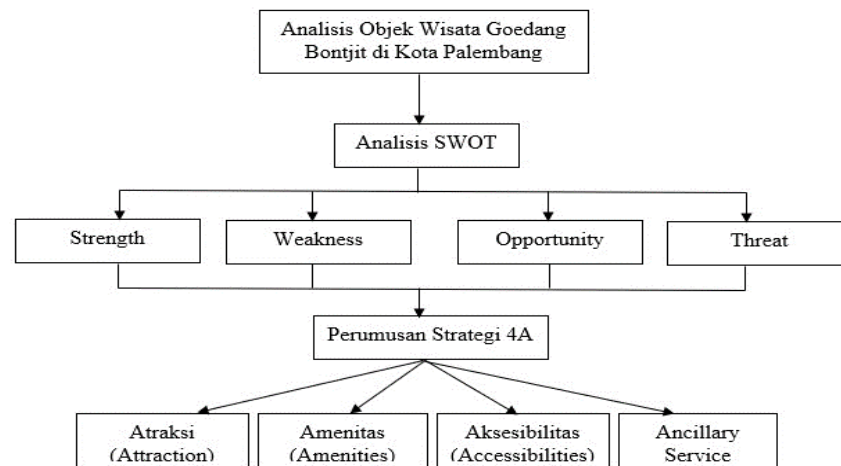 Analisis Objek Wisata Goedang
Bontjit di Kota Palembang
Analisis SWOT
Strength
Weakness
Opportunity
Threat
Perumusan Strategi 4A
Atraksi
(Attraction)
Amenitas
(Amenities)
Aksesibilitas
(Accessibilities)
Ancillary
Service